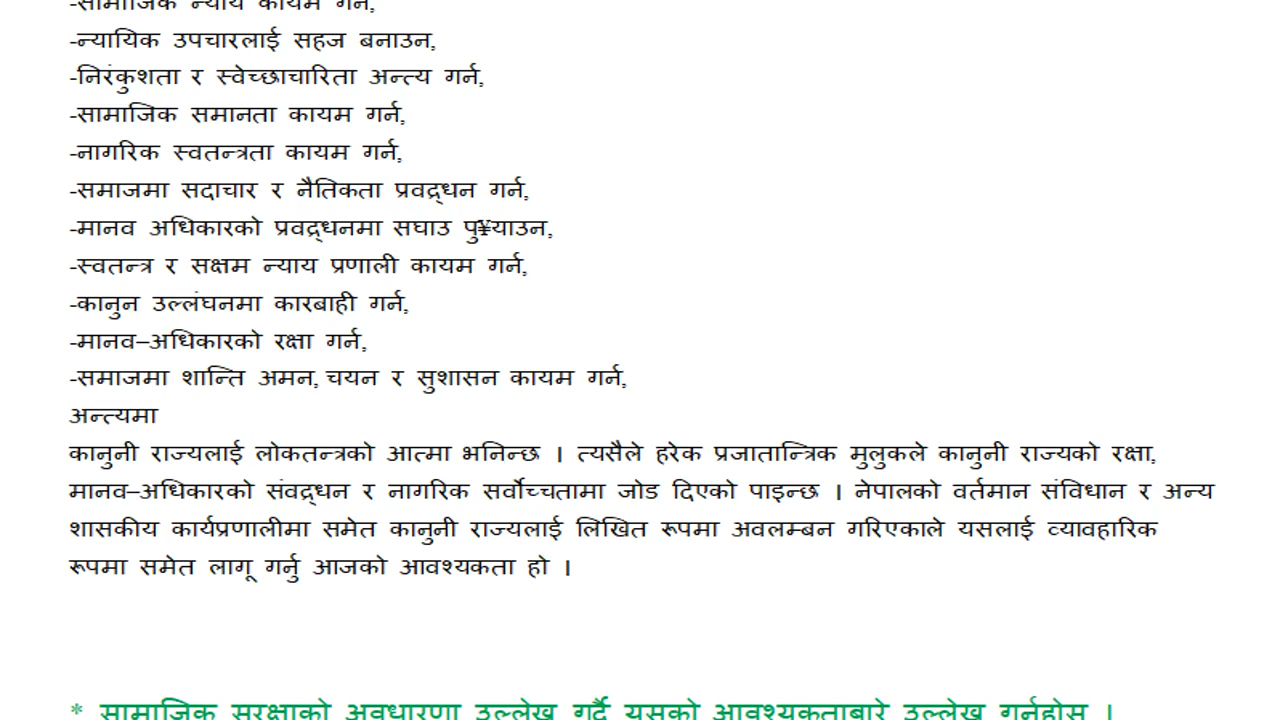 -सामाजिक न्याय कायम गर्न,
-न्यायिक उपचारलाई सहज बनाउन,
-निरंकुशता र स्वेच्छाचारिता अन्त्य गर्न,
-सामाजिक समानता कायम गर्न,
-नागरिक स्वतन्त्रता कायम गर्न,
-समाजमा सदाचार र नैतिकता प्रवद्र्धन गर्न,
-मानव अधिकारको प्रवद्र्धनमा सघाउ पु¥याउन,
-स्वतन्त्र र सक्षम न्याय प्रणाली कायम गर्न,
-कानुन उल्लंघनमा कारबाही गर्न,
-मानव–अधिकारको रक्षा गर्न,
-समाजमा शान्ति अमन, चयन र सुशासन कायम गर्न,
अन्त्यमा
कानुनी राज्यलाई लोकतन्त्रको आत्मा भनिन्छ । त्यसैले हरेक प्रजातान्त्रिक मुलुकले कानुनी राज्यको रक्षा,
मानव–अधिकारको संवद्र्धन र नागरिक सर्वोच्चतामा जोड दिएको पाइन्छ । नेपालको वर्तमान संविधान र अन्य
शासकीय कार्यप्रणालीमा समेत कानुनी राज्यलाई लिखित रूपमा अवलम्बन गरिएकाले यसलाई व्यावहारिक
रूपमा समेत लागू गर्नु आजको आवश्यकता हो ।
* सामाजिक सुरक्षाको अवधारणा उल्लेख गर्दै यसको आवश्यकताबारे उल्लेख गर्नुहोस् ।